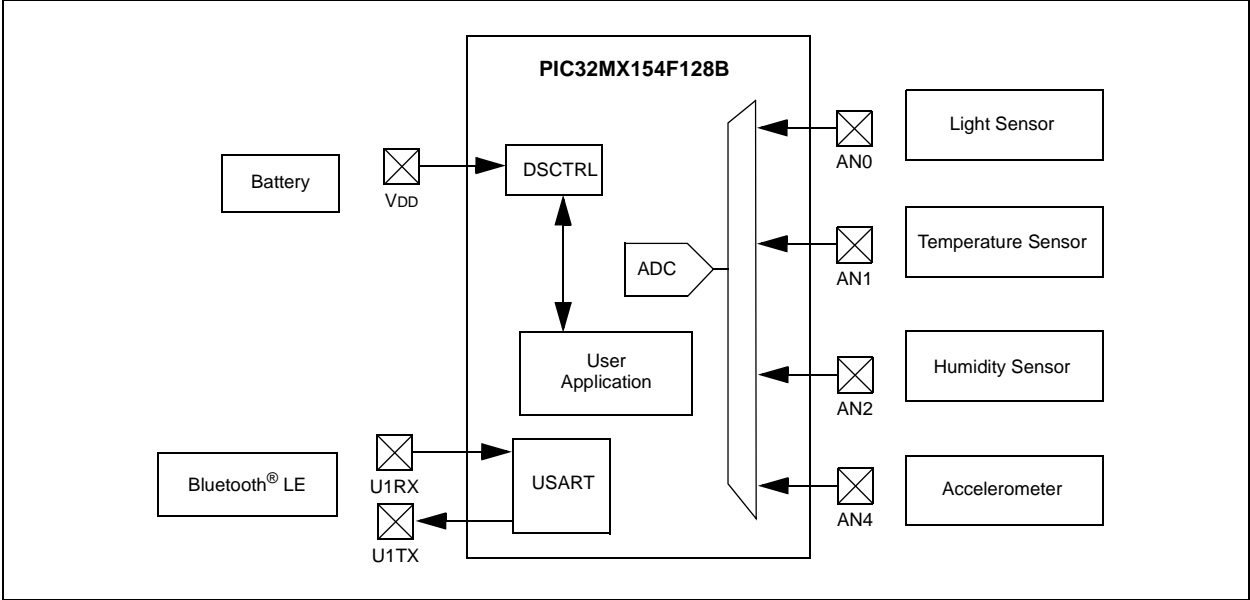 PIC32MX154F128B
Battery
VDD
DSCTRL
User
Application
ADC
Bluetooth® LE
U1RX
U1TX
USART
AN0
Light Sensor
AN1
Temperature Sensor
AN2
Humidity Sensor
AN4
Accelerometer